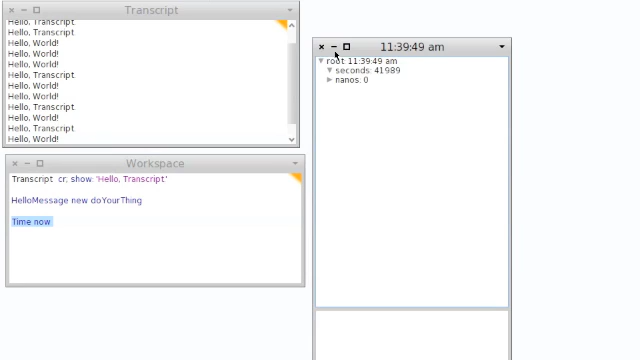 Transcript
Hello, Transcript
Hello, Transcript
Hello, World!
Hello, World!
Hello, World!
Hello, Transcript
Hello, World!
Hello, World!
Hello, Transcript
Hello, World!
Hello, Transcript
Hello, World!
11:39:49 am
root: 11:39:49 am
seconds: 41989
nanos: 0
Workspace
Transcript cr; show: 'Hello, Transcript!'
HelloMessage new doYourThing
Time now